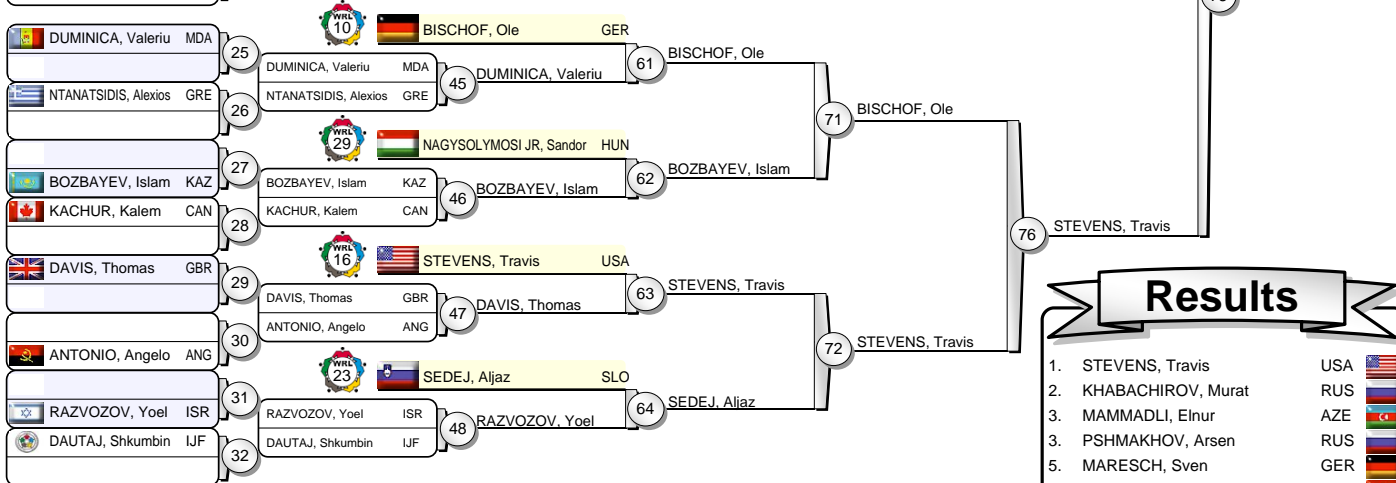 DUMINICA, Valeriu MDA
25
NTANATSIDIS, Alexios GRE
26
27
BOZBAYEV, Islam KAZ
KACHUR, Kalem CAN
28
DAVIS, Thomas GBR
29
30
ANTONIO, Angelo ANG
31
RAZVOZOV, Yoel ISR
DAUTAJ, Shkumbin IJF
32
WRL
10
BISCHOF, Ole GER
DUMINICA, Valeriu MDA
NTANATSIDIS, Alexios GRE
45
DUMINICA, Valeriu
WRL
29
NAGYSOLYMOSI JR, Sandor HUN
BOZBAYEV, Islam KAZ
KACHUR, Kalem CAN
46
BOZBAYEV, Islam
WRL
16
STEVENS, Travis USA
DAVIS, Thomas GBR
ANTONIO, Angelo ANG
47
DAVIS, Thomas
WRL
23
SEDEJ, Aljaz SLO
RAZVOZOV, Yoel ISR
DAUTAJ, Shkumbin IJF
48
RAZVOZOV, Yoel
61
BISCHOF, Ole
62
BOZBAYEV, Islam
63
STEVENS, Travis
64
SEDEJ, Aljaz
71
BISCHOF, Ole
72
STEVENS, Travis
76
STEVENS, Travis
Results
1. STEVENS, Travis USA
2. KHABACHIROV, Murat RUS
3. MAMMADLI, Elnur AZE
3. PSHMAKHOV, Arsen RUS
5. MARESCH, Sven GER